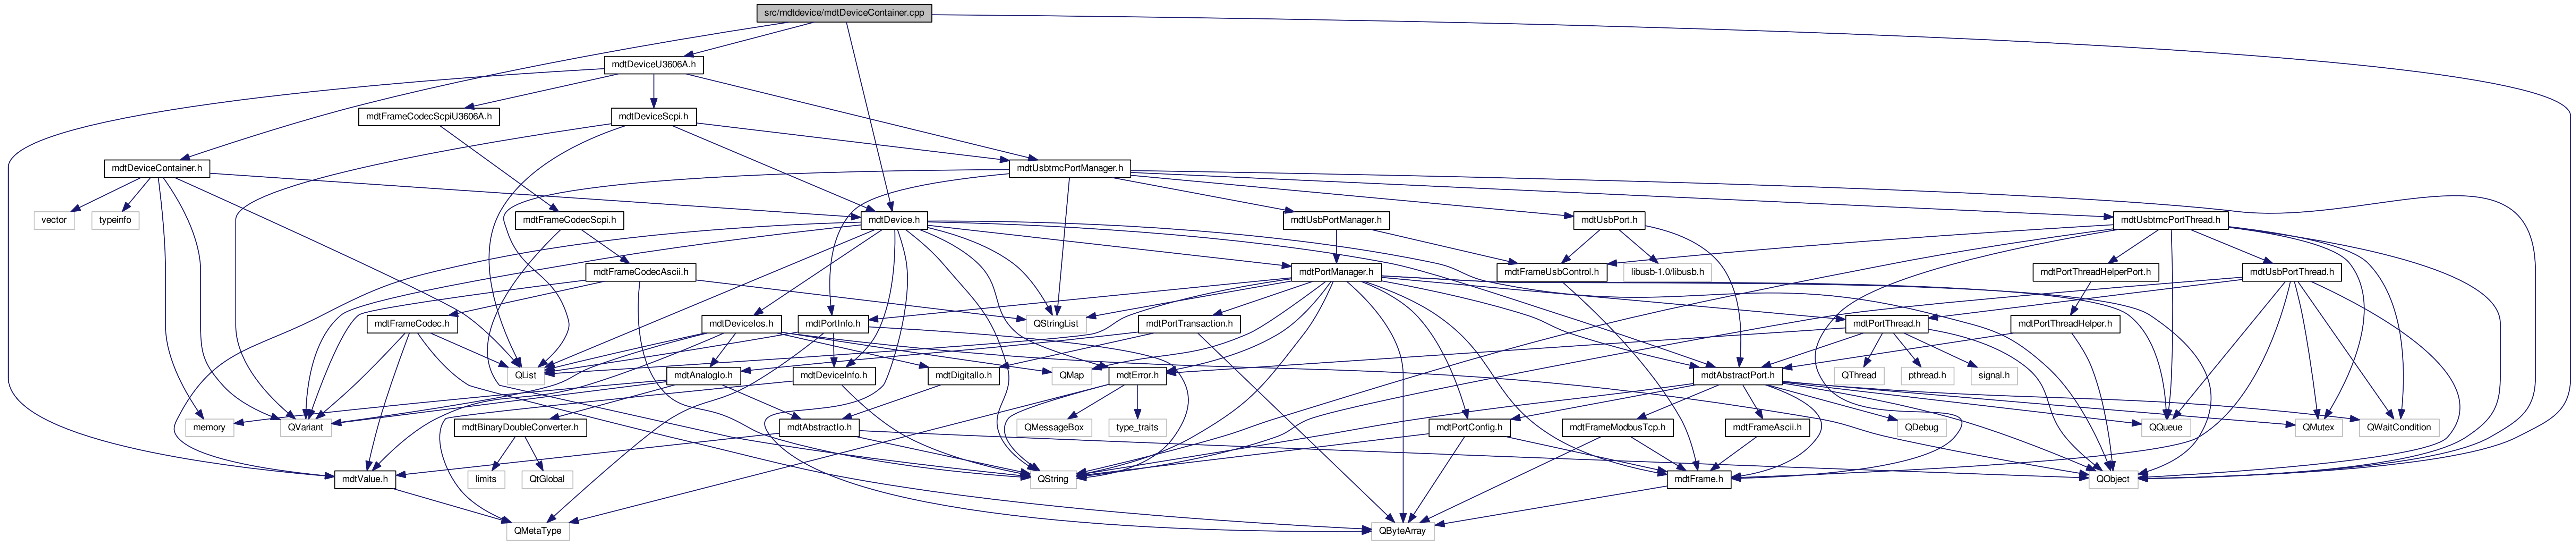 src/mdtdevice/mdtDeviceContainer.cpp
mdtDeviceU3606A.h
mdtFrameCodecScpiU3606A.h
mdtDeviceScpi.h
mdtDeviceContainer.h
mdtUsbtmcPortManager.h
vector
typeinfo
mdtFrameCodecScpi.h
mdtDevice.h
mdtUsbPortManager.h
mdtUsbPort.h
mdtUsbtmcPortThread.h
mdtFrameCodecAscii.h
mdtPortManager.h
mdtFrameUsbControl.h
libusb-1.0/libusb.h
mdtPortThreadHelperPort.h
mdtUsbPortThread.h
mdtFrameCodec.h
mdtDeviceIos.h
mdtPortInfo.h
QStringList
mdtPortTransaction.h
mdtPortThread.h
mdtPortThreadHelper.h
QList
mdtAnalogIo.h
mdtDeviceInfo.h
mdtDigitalIo.h
QMap
mdtError.h
mdtAbstractPort.h
QThread
pthread.h
signal.h
memory
QVariant
mdtBinaryDoubleConverter.h
mdtAbstractIo.h
QMessageBox
type_traits
mdtPortConfig.h
mdtFrameModbusTcp.h
mdtFrameAscii.h
QDebug
QQueue
QMutex
QWaitCondition
mdtValue.h
limits
QtGlobal
QString
mdtFrame.h
QObject
QMetaType
QByteArray